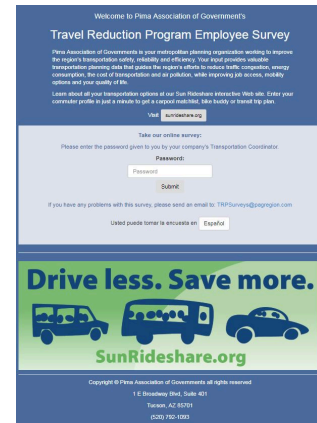 Welcome to Pima Association of Government's
Travel Reduction Program Employee Survey
Pima Association of Governments is your metropolitan planning organization working to improve
the region's transportation safety, reliability and efficiency. Your input provides valuable
transportation planning data that guides the region's efforts to reduce traffic congestion, energy
consumption, the cost of transportation and air pollution, while improving job access, mobility
options and your quality of life.
Learn about all your transportation options at our Sun Rideshare interactive Web site. Enter your
commuter profile in just a minute to get a carpool matchlist, bike buddy or transit trip plan.
Visit sunrideshare.org
Take our online survey:
Please enter the password given to you by your company's Transportation Coordinator.
Password:
Password
Submit
If you have any problems with this survey, please send an email to: TRPSurveys@pagregion.com
Usted puede tomar la encuesta en Español
Drive less. Save more.
SunRideshare.org
Copyright © Pima Association of Governments all rights reserved
1 E Broadway Blvd, Suite 401
Tucson, AZ 85701
(520) 792-1093